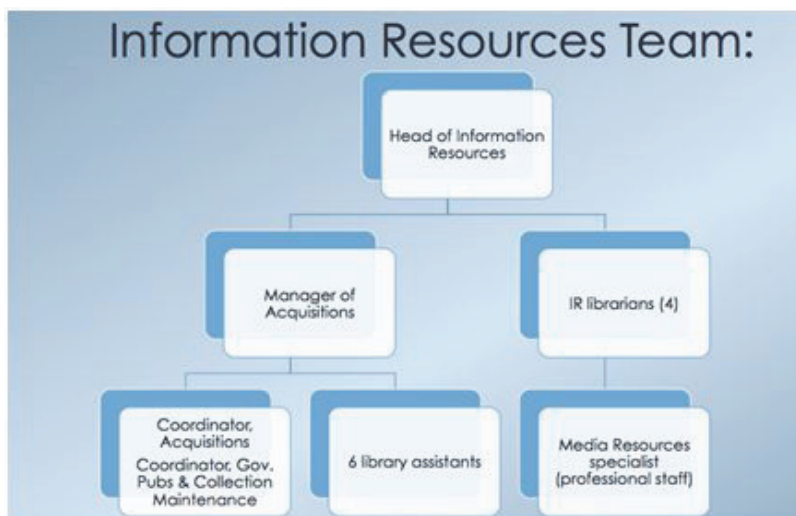 Information Resources Team:
Head of Information
Resources
Manager of
Acquisitions
IR librarians (4)
Coordinator,
Acquisitions
Coordinator, Gov.
Pubs & Collection
Maintenance
6 library assistants
Media Resources
specialist
(professional staff)